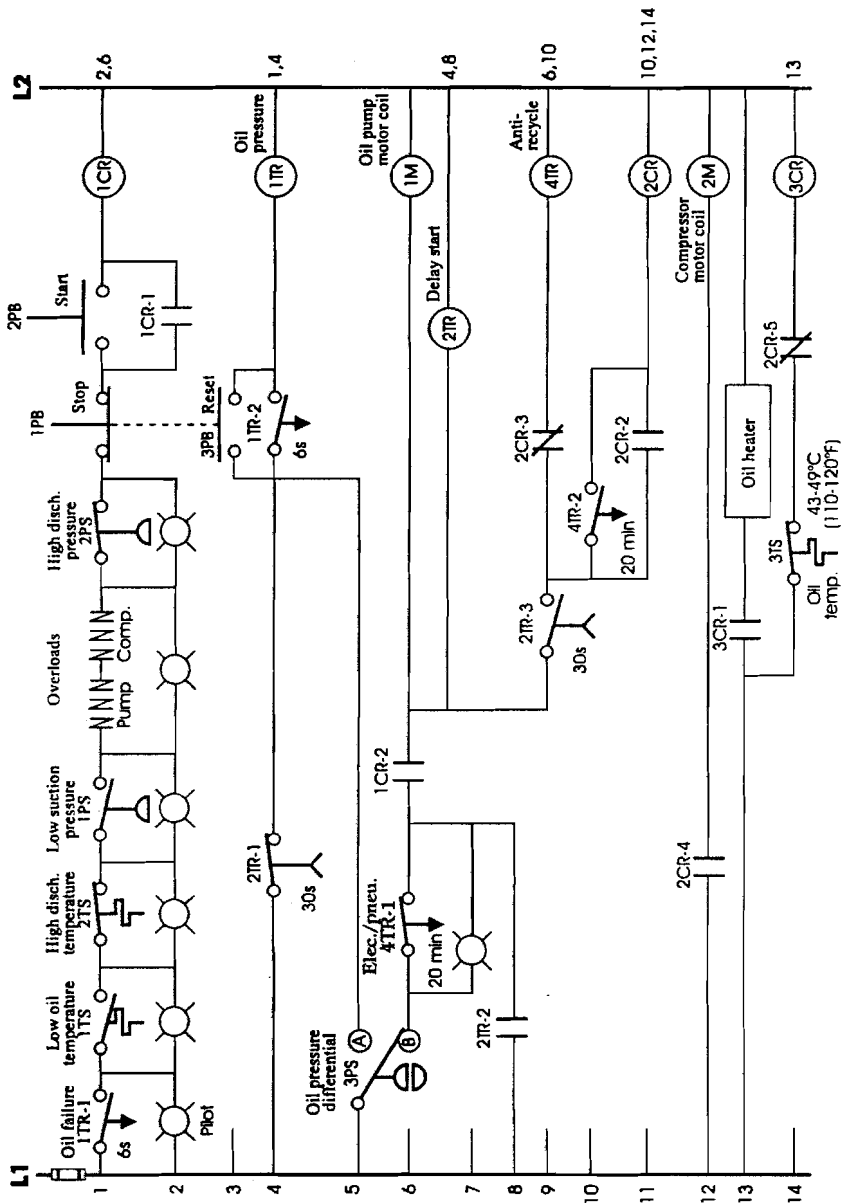 L1
L2
2PB
1PB
Oil failure
1TR-1
6s
Low oil
temperature
1TS
High disch.
temperature
2TS
Low suction
pressure
1PS
Overloads
Pump
Comp.
High disch.
pressure
2PS
Stop
Start
1CR-1
1CR
2,6
1
2
Pilot
3
3PB
Reset
1TR-2
6s
4
2TR-1
30s
Oil
pressure
1TR
1,4
5
Oil pressure
differential
3PS
A
6
B
Elec./pneu.
4TR-1
20 min
1CR-2
Oil pump
motor coil
1M
7
8
2TR-2
Delay start
2TR
4,8
9
2TR-3
30s
2CR-3
Anti-
recycle
4TR
6,10
10
4TR-2
20 min
11
2CR-2
2CR
10,12,14
12
2CR-4
Compressor
motor coil
2M
13
3CR-1
Oil heater
14
3TS
Oil
temp.
43-49°C
(110-120°F)
2CR-5
3CR
13